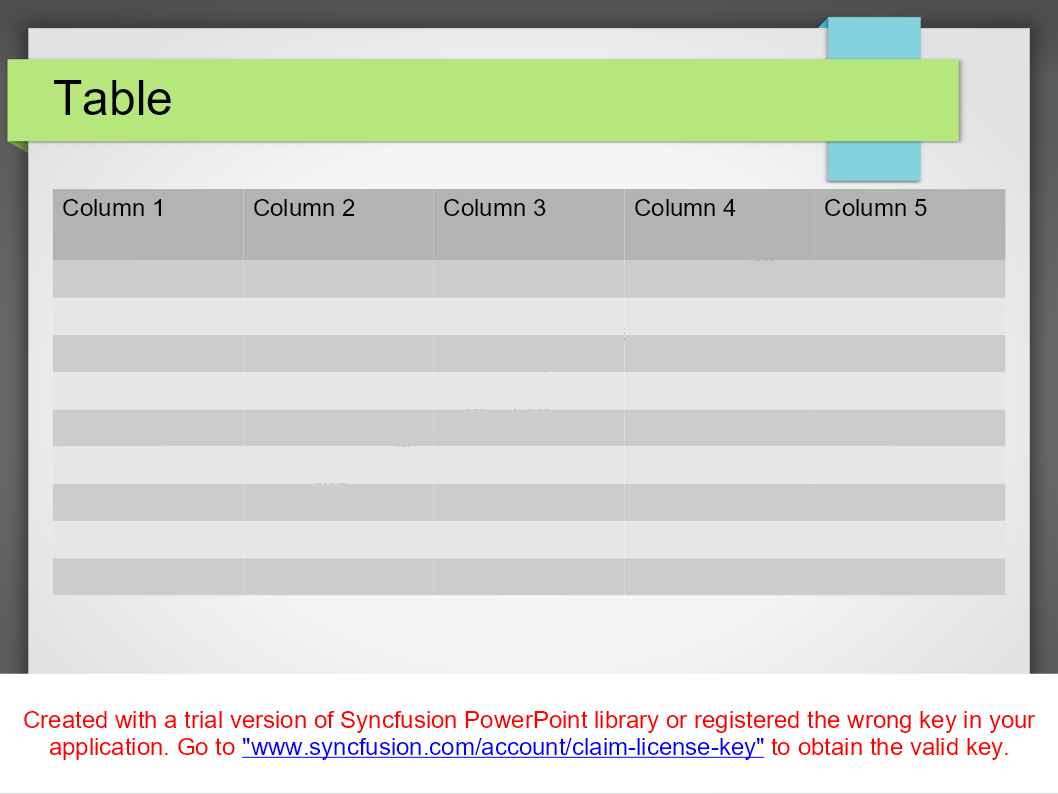 Table
Column 1 Column 2 Column 3 Column 4 Column 5
Created with a trial version of Syncfusion PowerPoint library or registered the wrong key in your
application. Go to "www.syncfusion.com/account/claim-license-key" to obtain the valid key.